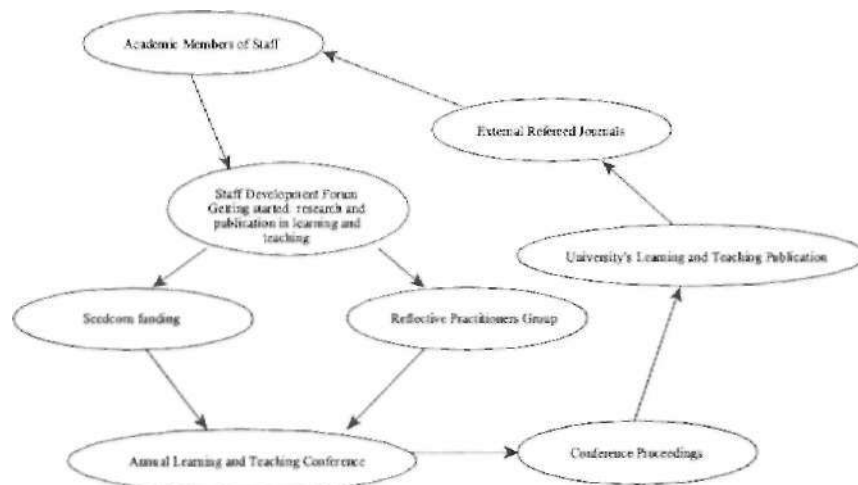 Academic Members of Staff
External Refereed Journals
Staff Development Forum
Getting started: research and
publication in learning and
teaching
University's Learning and Teaching Publication
Seedcorn funding
Reflective Practitioners Group
Annual Learning and Teaching Conference
Conference Proceedings